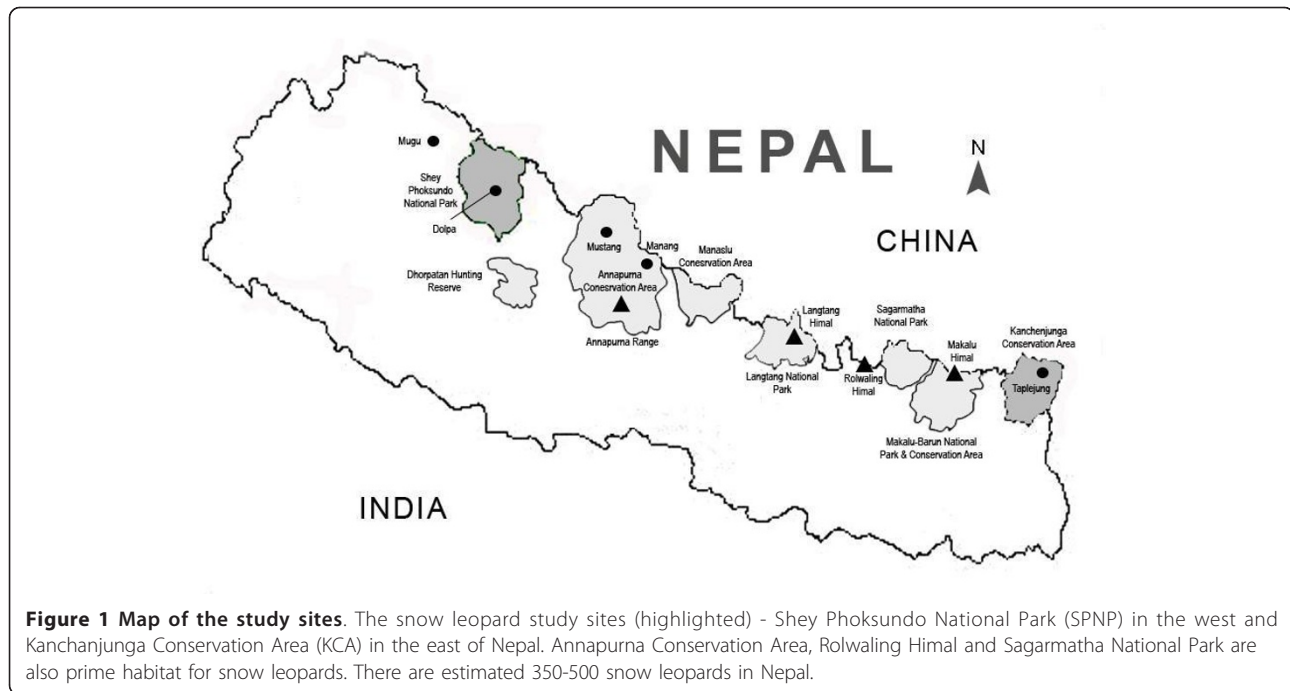 NEPAL
N
Mugu
Shey
Phoksundo
National Park
Dolpa
CHINA
Mustang
Manang
Manaslu
Conesrvation Area
Dhorpatan Hunting
Reserve
Annapurna
Conesrvation Area
Annapurna Range
Langtang
Himal
Sagarmatha
National Park
Makalu
Himal
Kanchenjunga
Conservation Area
Taplejung
Langtang National
Park
Rolwaling
Himal
Makalu-Barun National
Park & Conservation Area
INDIA
Figure 1 Map of the study sites. The snow leopard study sites (highlighted) - Shey Phoksundo National Park (SPNP) in the west and
Kanchanjunga Conservation Area (KCA) in the east of Nepal. Annapurna Conservation Area, Rolwaling Himal and Sagarmatha National Park are
also prime habitat for snow leopards. There are estimated 350-500 snow leopards in Nepal.